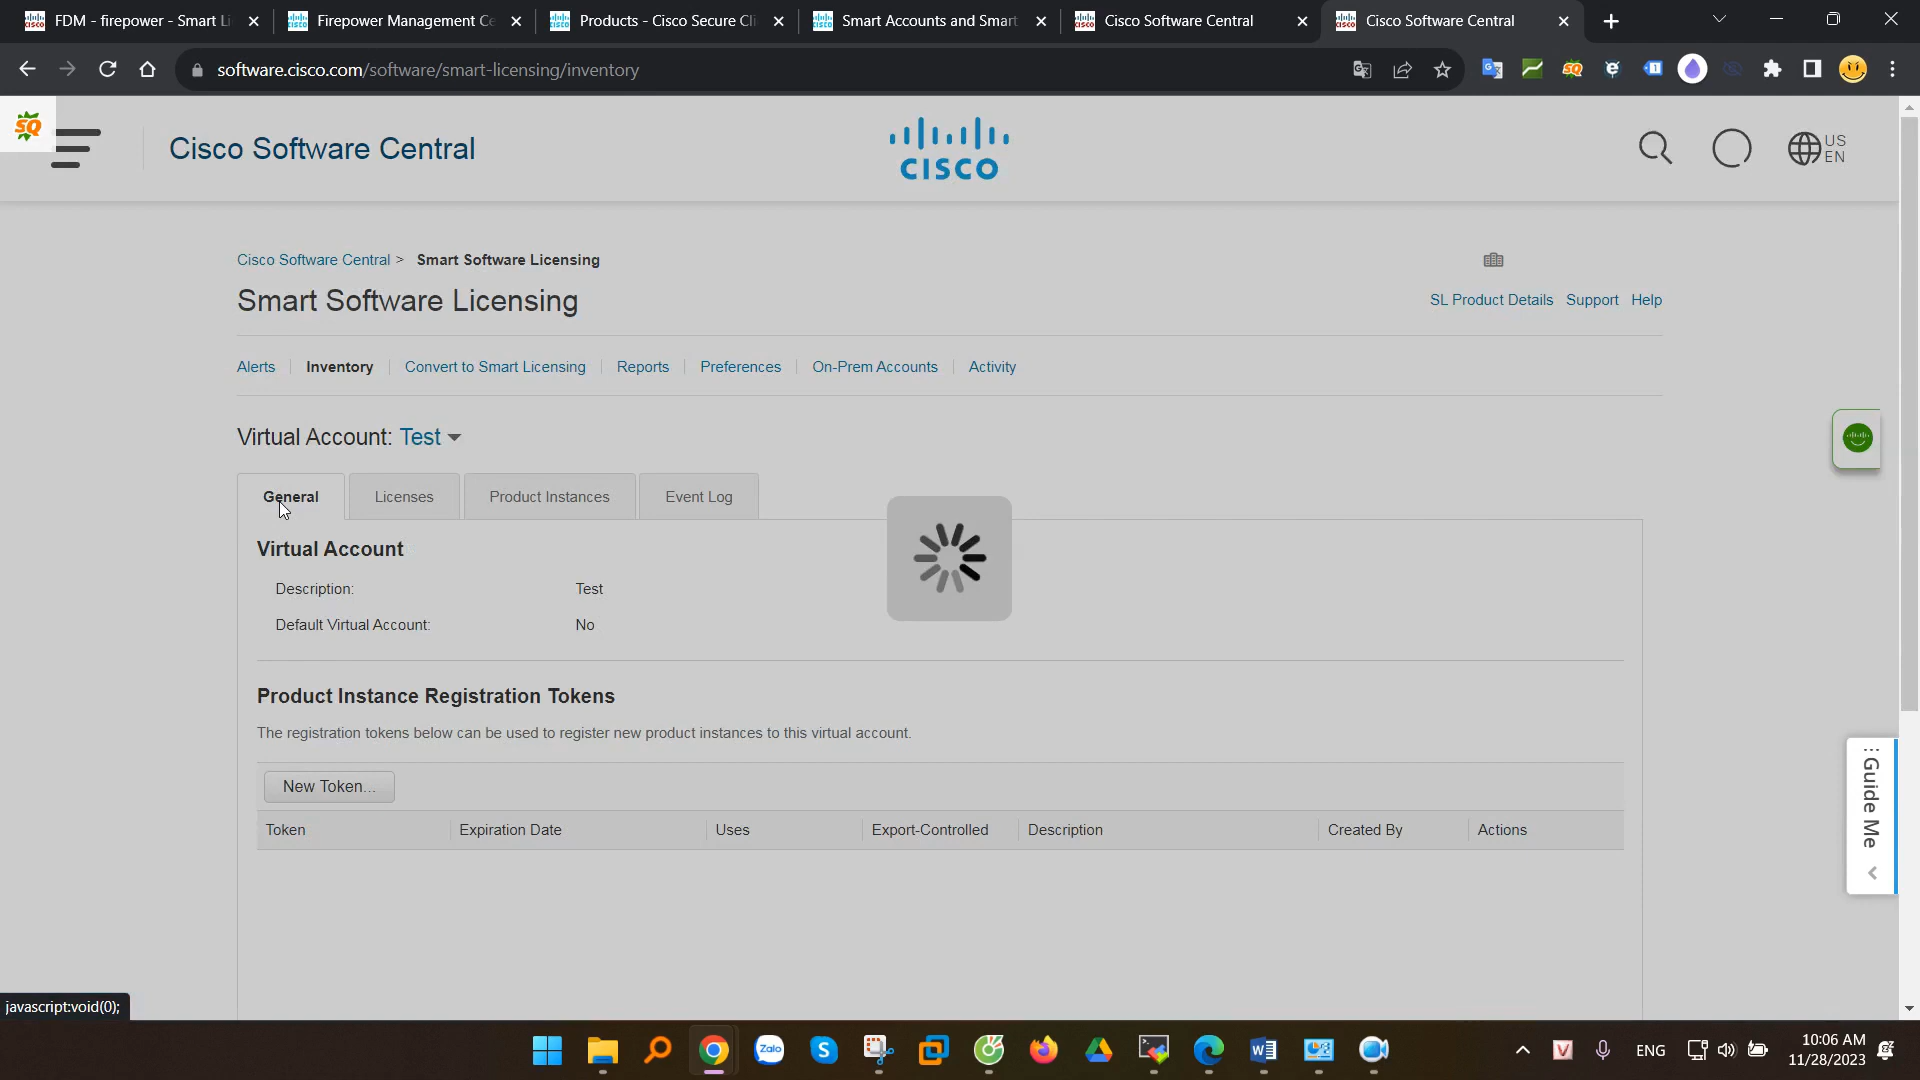 FDM - firepower - Smart Li
Firepower Management Ce
Products - Cisco Secure Cli
Smart Accounts and Smart
Cisco Software Central
Cisco Software Central
software.cisco.com/software/smart-licensing/inventory
SQ
Cisco Software Central
CISCO
US
EN
Cisco Software Central > Smart Software Licensing
Smart Software Licensing
SL Product Details Support Help
Alerts Inventory Convert to Smart Licensing Reports Preferences On-Prem Accounts Activity
Virtual Account: Test
General Licenses Product Instances Event Log
Virtual Account
Description: Test
Default Virtual Account: No
Product Instance Registration Tokens
The registration tokens below can be used to register new product instances to this virtual account.
New Token...
Token Expiration Date Uses Export-Controlled Description Created By Actions
Guide Me
javascript:void(0);
Zalo
ENG
10:06 AM
11/28/2023